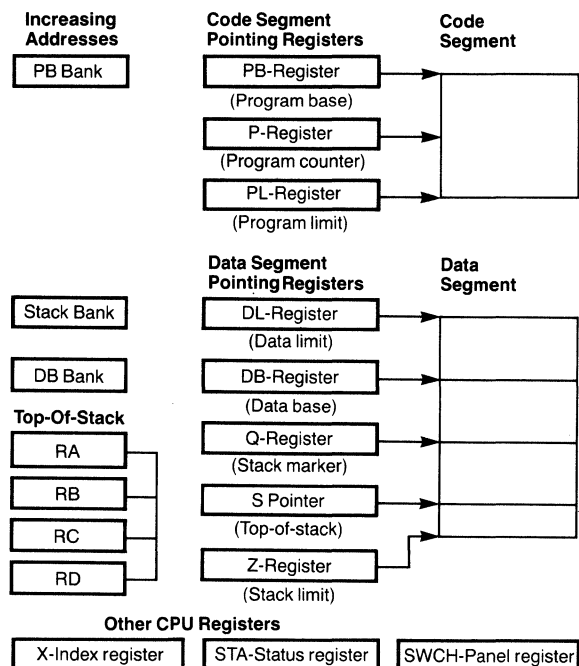 Increasing
Addresses
Code Segment
Pointing Registers
Code
Segment
PB Bank
PB-Register
(Program base)
P-Register
(Program counter)
PL-Register
(Program limit)
Data Segment
Pointing Registers
Data
Segment
Stack Bank
DL-Register
(Data limit)
DB Bank
DB-Register
(Data base)
Top-Of-Stack
RA
RB
RC
RD
Q-Register
(Stack marker)
S Pointer
(Top-of-stack)
Z-Register
(Stack limit)
Other CPU Registers
X-Index register
STA-Status register
SWCH-Panel register